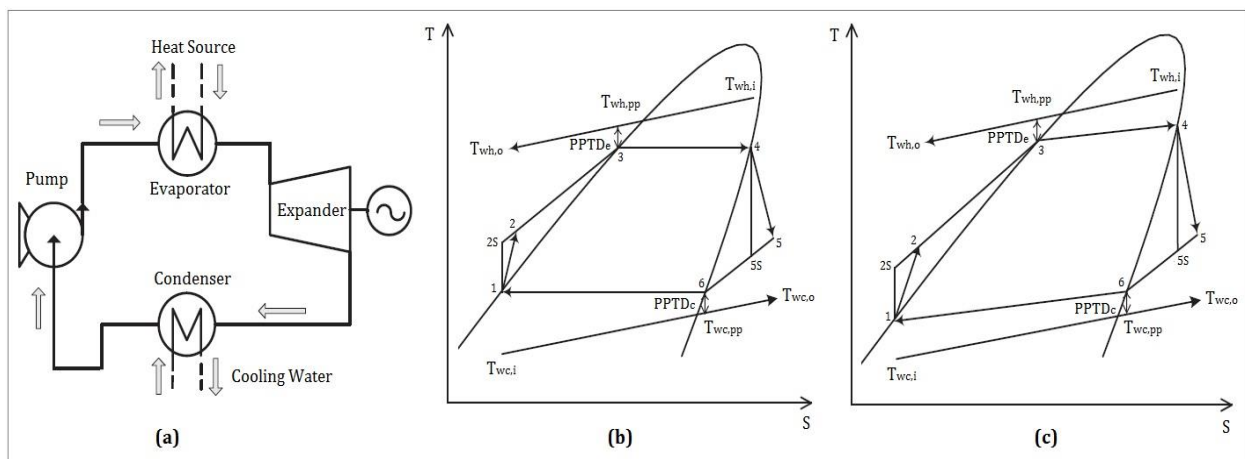 Heat Source
Evaporator
Pump
Expander
Condenser
Cooling Water
(a)
T
Twh,i
Twh,pp
PPTDe
Twh,o
3
4
2
2S
5
5S
1
6
PPTDc
Twc,o
Twc,pp
Twc,i
S
(b)
T
Twh,i
Twh,pp
PPTDe
Twh,o
4
3
2
2S
5
5S
6
1
PPTDc
Twc,o
Twc,pp
Twc,i
S
(c)